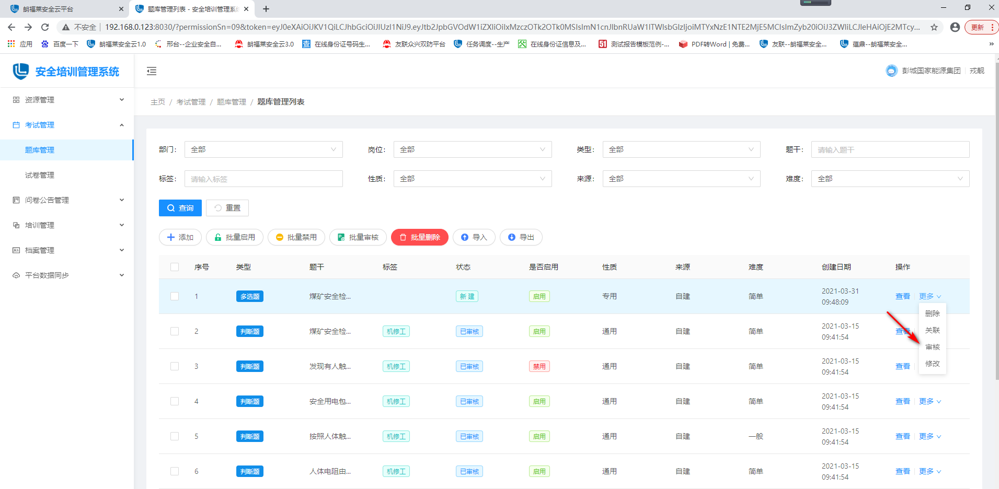 朗福莱安全云平台
题库管理列表 - 安全培训管理系统
不安全
192.168.0.123:8030/?permissionSn=09&token=eyJ0eXAiOiJKV1QiLCJhbGciOiJIUzI1NiJ9.eyJtb2JpbGVOdW1iZXIiOiIxMzczOTk2OTk0MSIsImN1cnJlbnRUaW1lTWlsbGlzIjoiMTYxNzE1NTE2MjE5MCIsImZyb20iOiJ3ZWIiLCJleHAiOjE2MTcy...
更新
应用
百度一下
朗福莱安全云1.0
邢台--企业安全自...
朗福莱安全云3.0
在线身份证号码生...
友联众兴双防平台
任务调度--生产
在线身份证信息及...
测试报告模板范例-...
PDF转Word | 免费...
友联--朗福莱安全...
蕴鼎--朗福莱安全...
»
安全培训管理系统
彭城国家能源集团
戎靓
资源管理
考试管理
题库管理
试卷管理
问卷公告管理
培训管理
档案管理
平台数据同步
主页 / 考试管理 / 题库管理 / 题库管理列表
部门： 全部
岗位： 全部
类型： 全部
题干： 请输入题干
标签： 请输入标签
性质： 全部
来源： 全部
难度： 全部
查询
重置
添加
批量启用
批量禁用
批量审核
批量删除
导入
导出
序号 类型 题干 标签 状态 是否启用 性质 来源 难度 创建日期 操作
1 多选题 煤矿安全检... 新建 启用 专用 自建 简单 2021-03-31 09:48:09 查看 更多
删除
关联
审核
修改
2 判断题 煤矿安全检... 机修工 已审核 启用 通用 自建 简单 2021-03-15 09:41:54 查看
3 判断题 发现有人触... 机修工 已审核 禁用 通用 自建 简单 2021-03-15 09:41:54 查看
4 判断题 安全用电包... 机修工 已审核 启用 通用 自建 简单 2021-03-15 09:41:54 查看 更多
5 判断题 按照人体触... 机修工 已审核 启用 通用 自建 一般 2021-03-15 09:41:54 查看 更多
6 判断题 人体电阻由... 机修工 已审核 启用 通用 自建 简单 2021-03-15 09:41:54 查看 更多